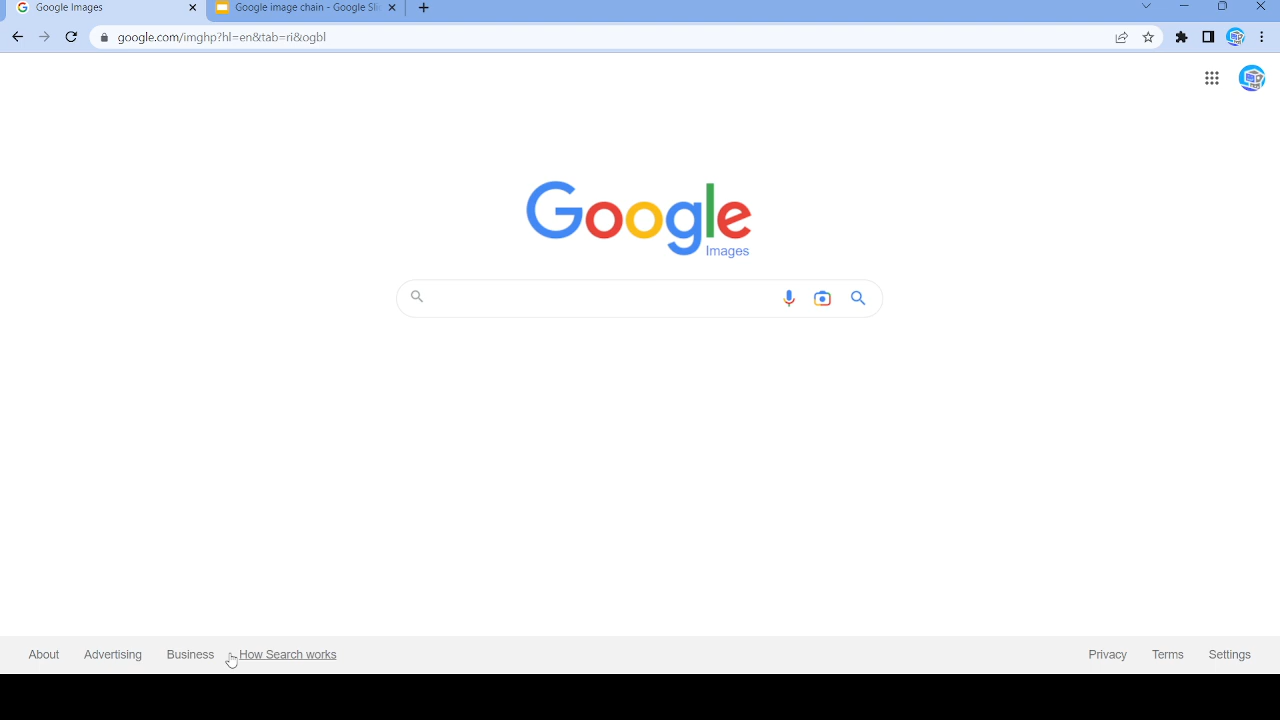 Google Images
Google image chain - Google Sli
google.com/imghp?hl=en&tab=ri&ogbl
Google
Images
About Advertising Business How Search works Privacy Terms Settings